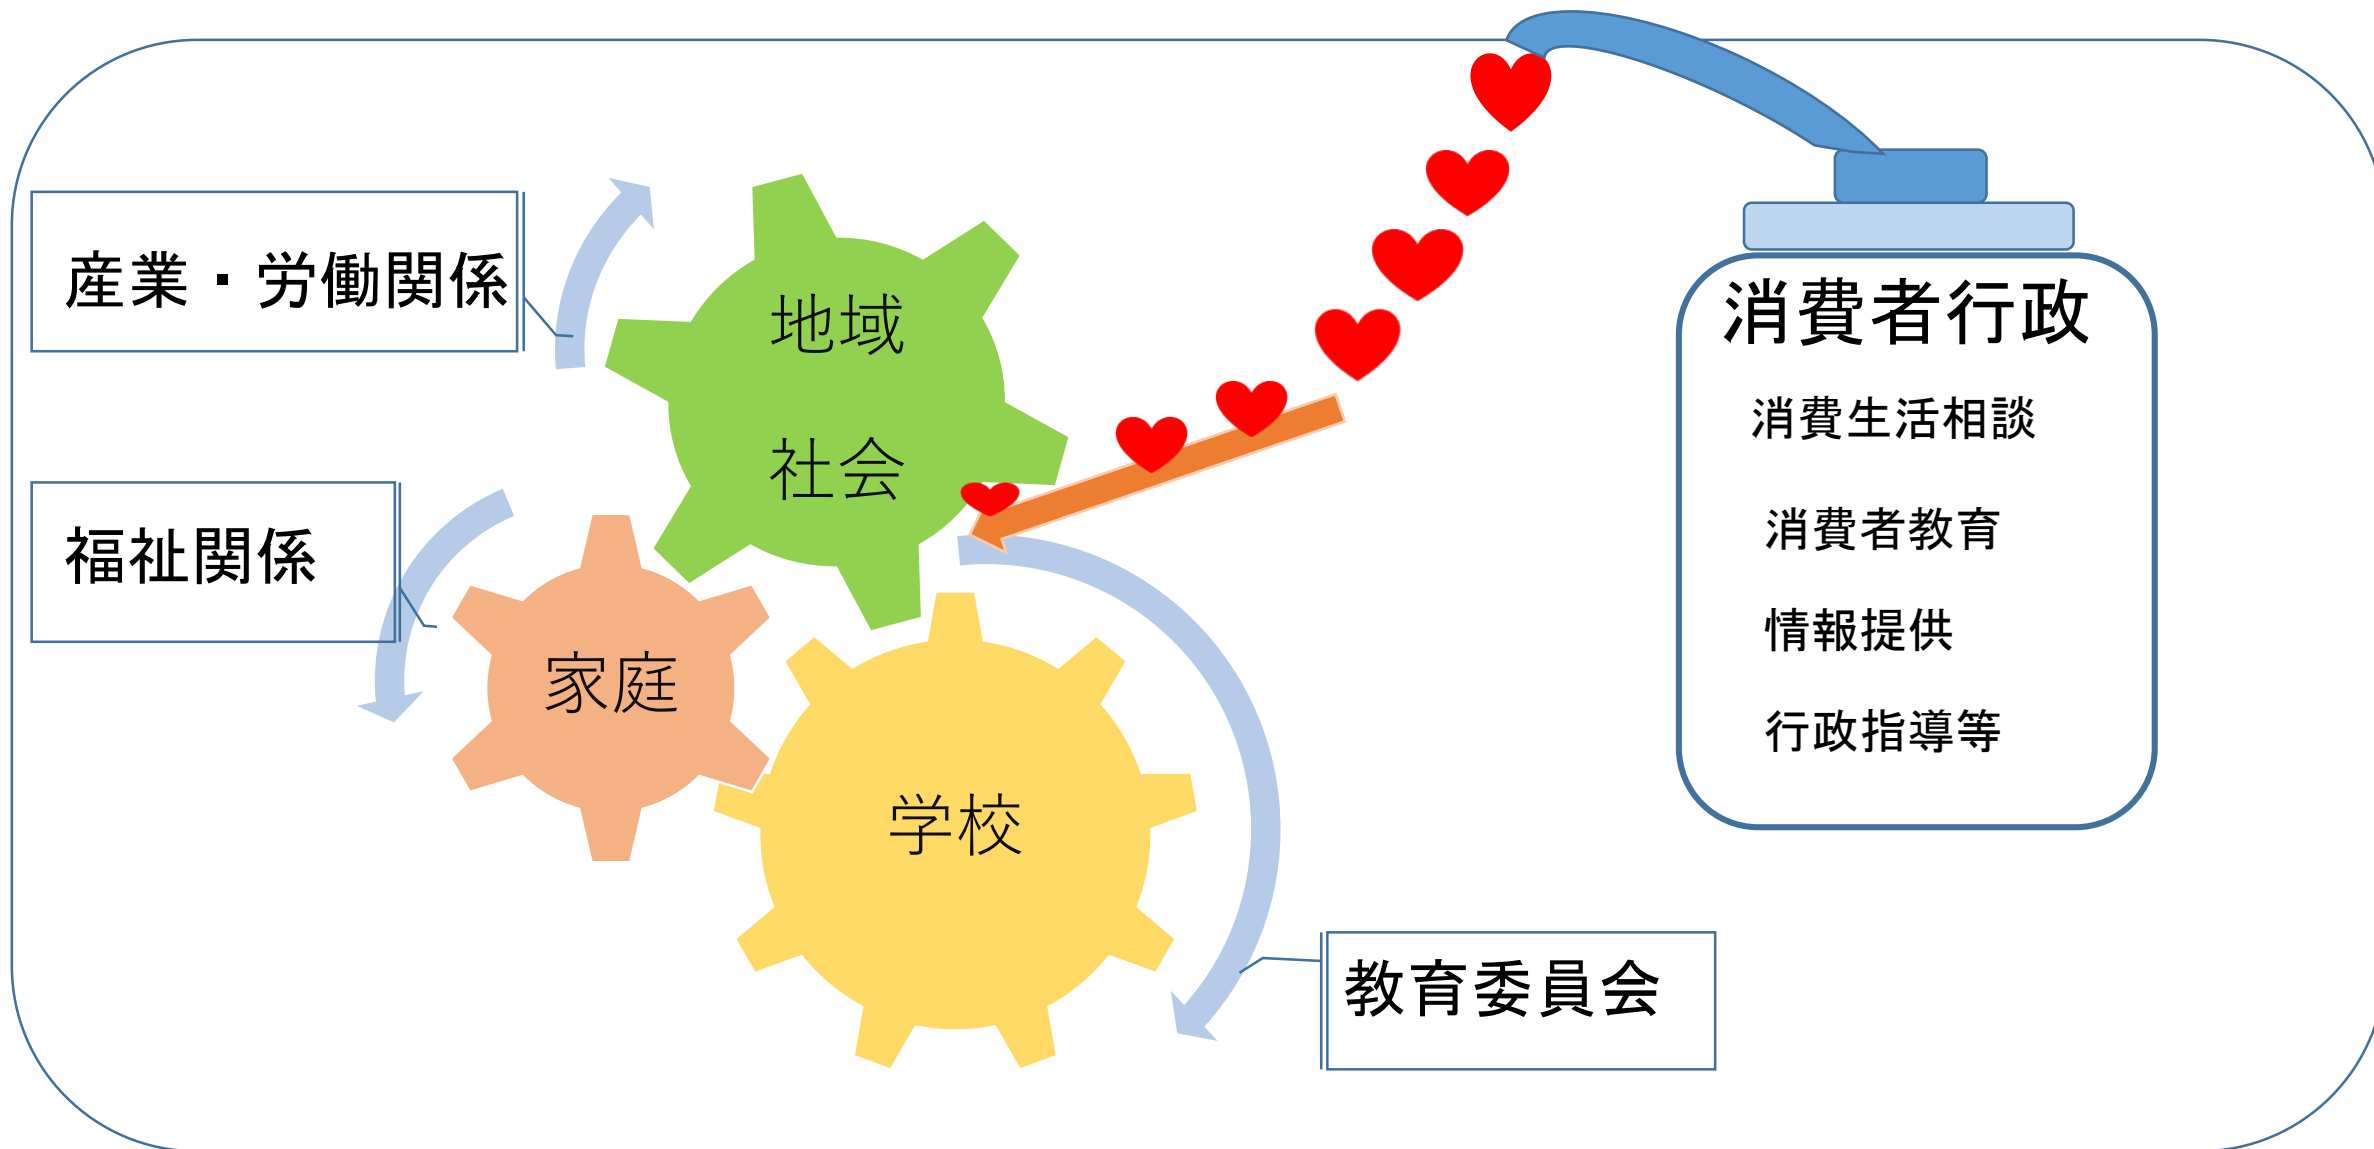 産業・労働関係
地域
社会
福祉関係
家庭
学校
教育委員会
消費者行政
消費生活相談
消費者教育
情報提供
行政指導等